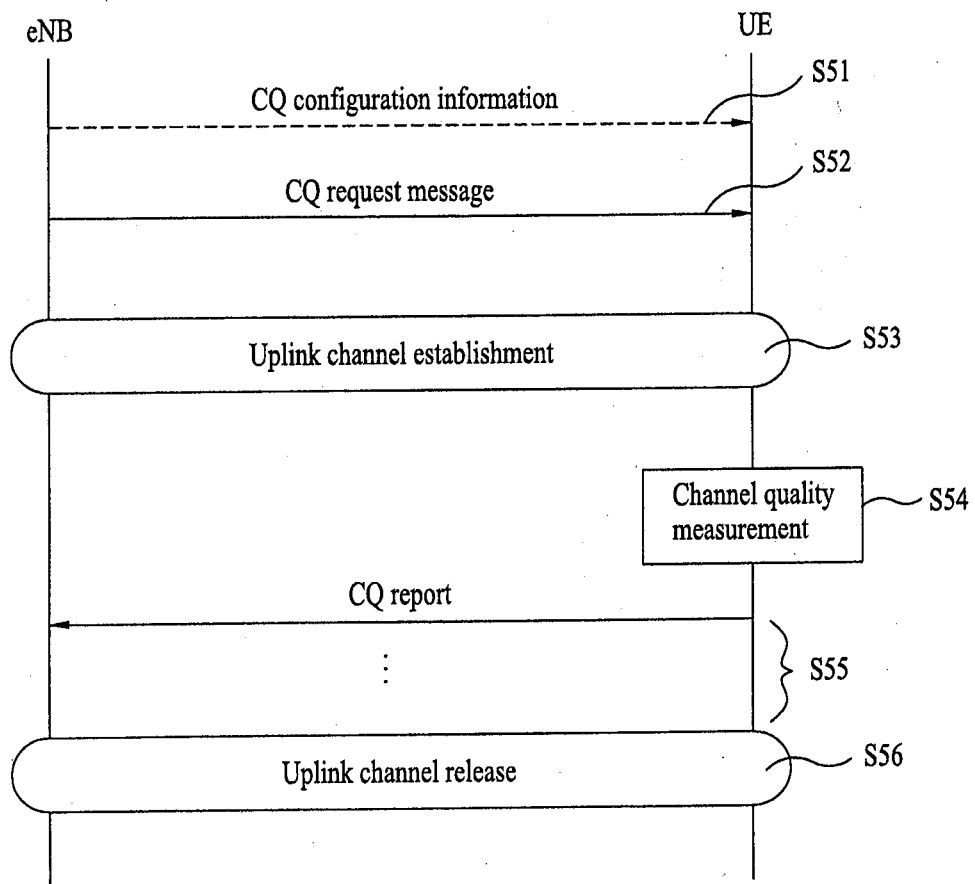 eNB
UE
S51
CQ configuration information
S52
CQ request message
Uplink channel establishment
S53
Channel quality
measurement
S54
CQ report
S55
Uplink channel release
S56